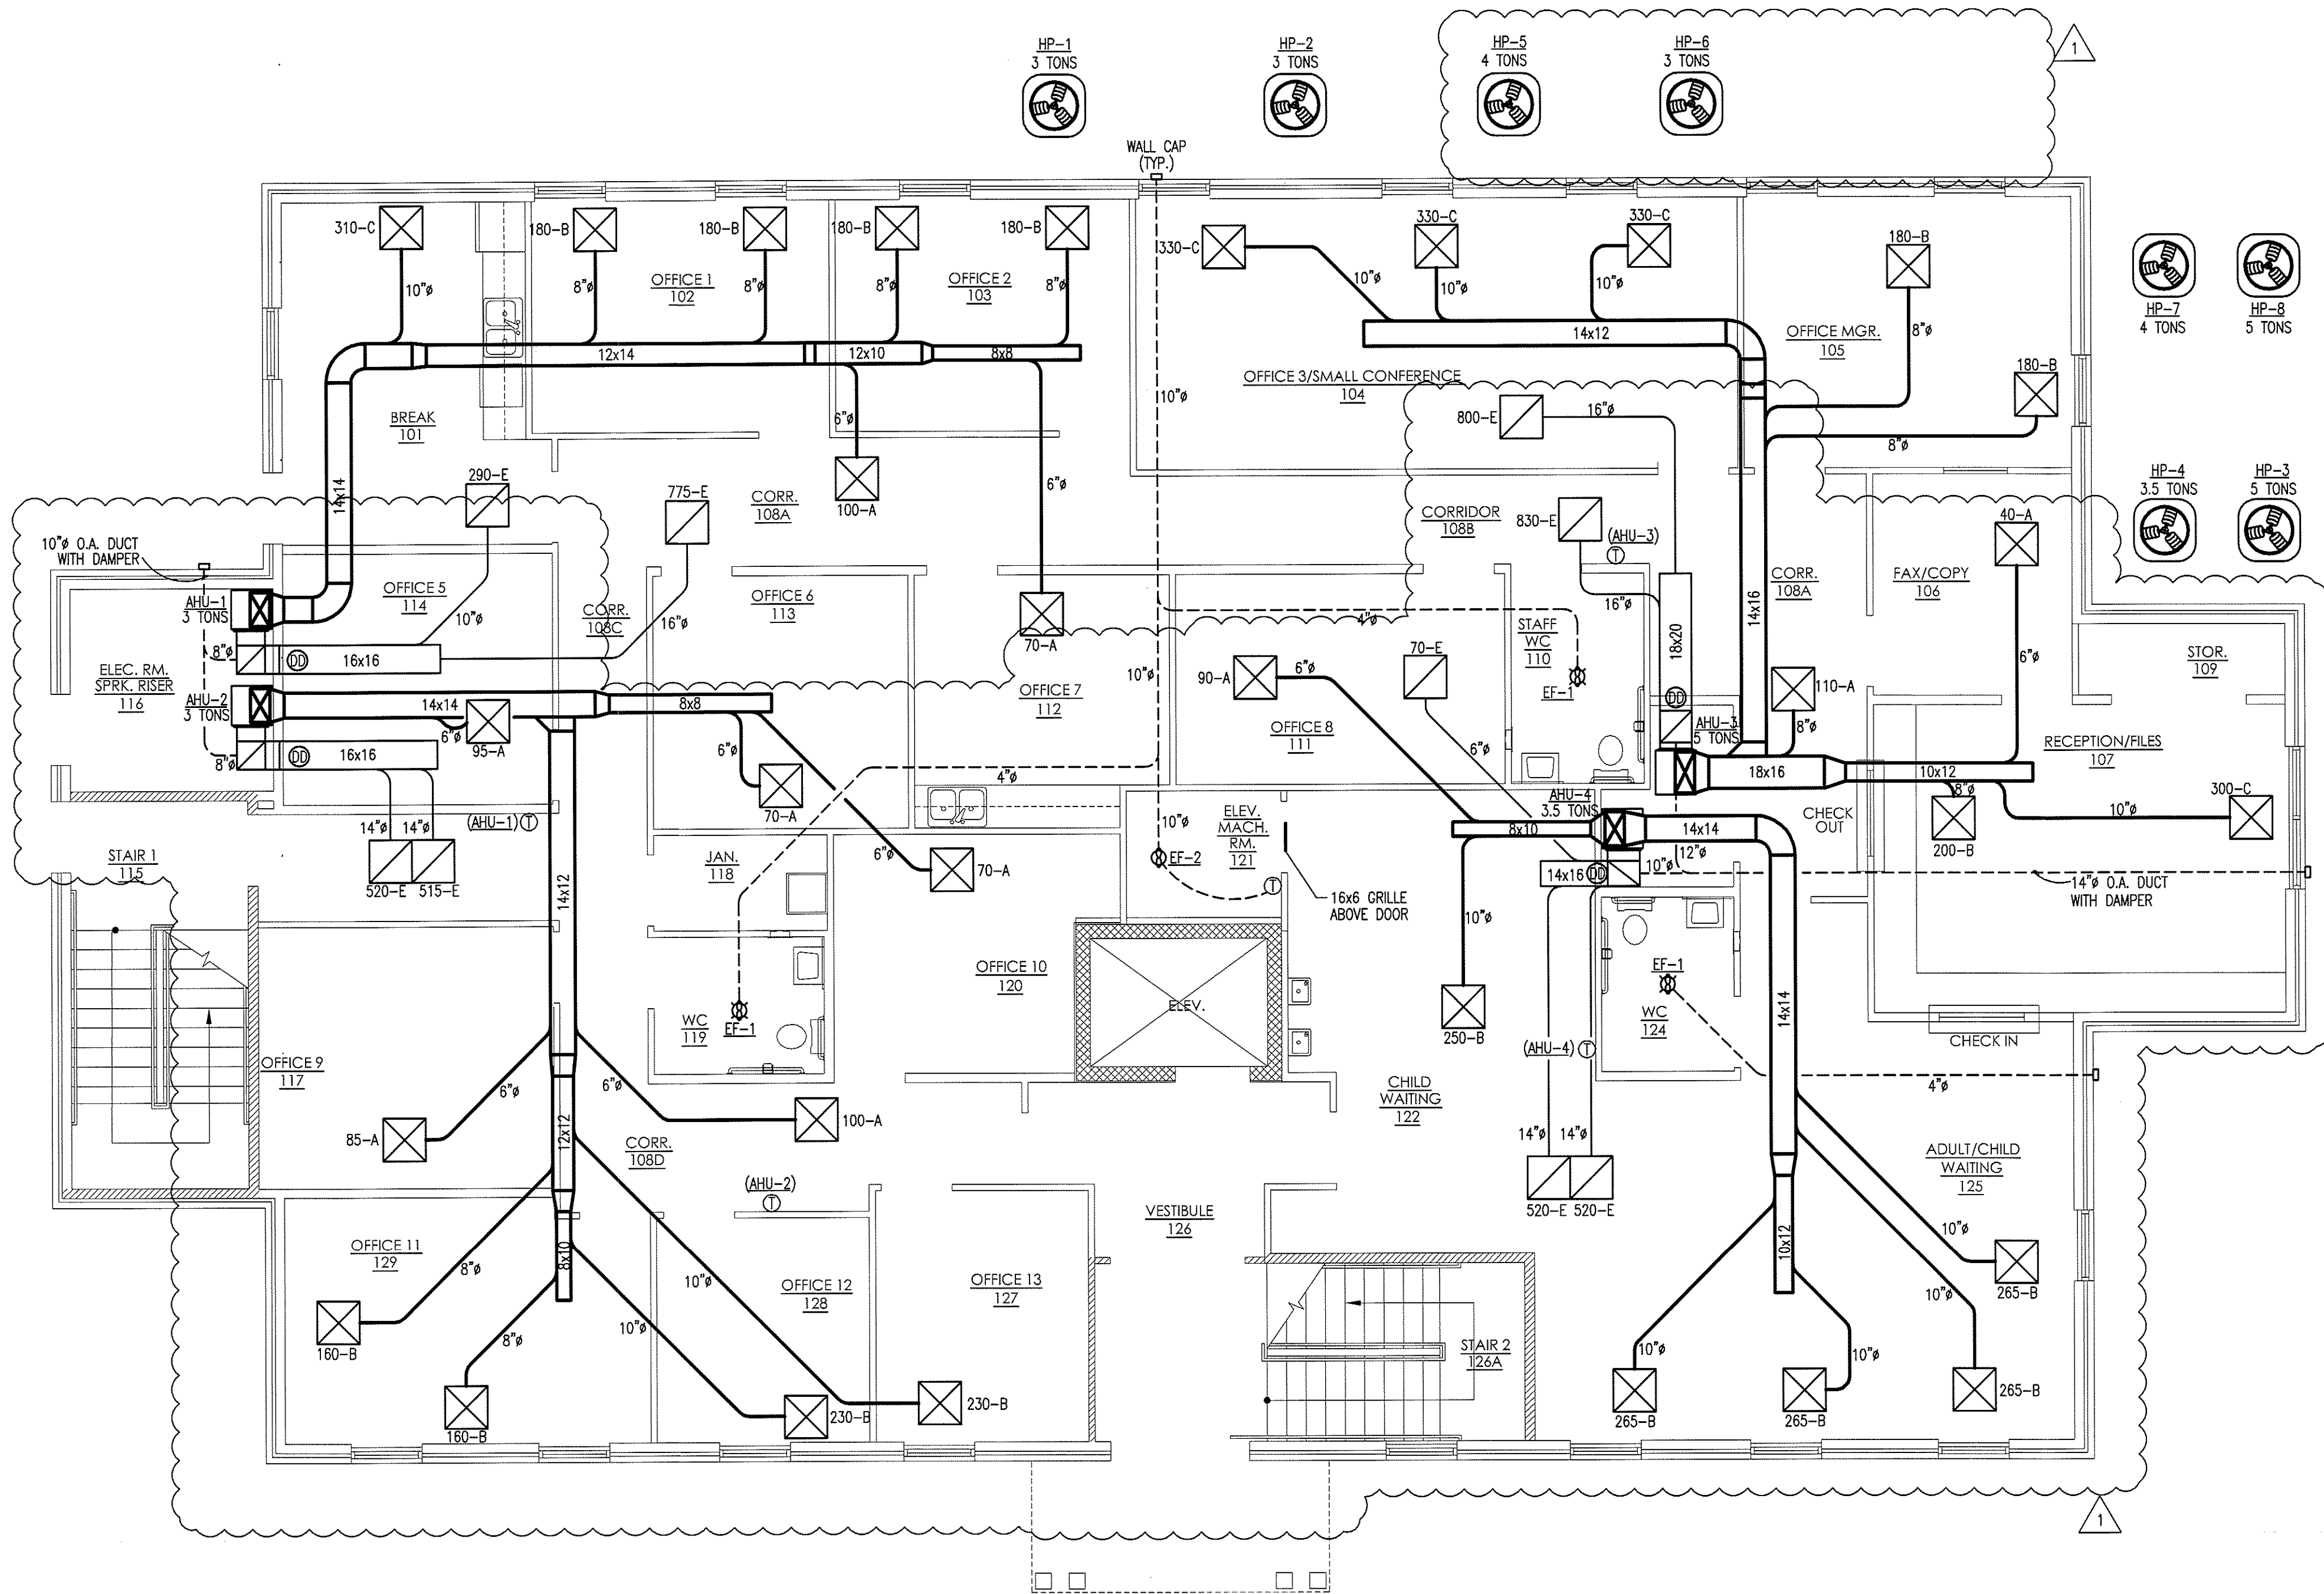 HP-1
3 TONS
HP-2
3 TONS
HP-5
4 TONS
HP-6
3 TONS
1
WALL CAP
(TYP.)
310-C
180-B
180-B
180-B
180-B
330-C
330-C
330-C
180-B
10"ø
8"ø
OFFICE 1
102
8"ø
8"ø
OFFICE 2
103
8"ø
10"ø
10"ø
10"ø
HP-7
4 TONS
HP-8
5 TONS
12x14
12x10
8x8
14x12
OFFICE MGR.
105
8"ø
OFFICE 3/SMALL CONFERENCE
104
10"ø
180-B
BREAK
101
6"ø
800-E
16"ø
8"ø
14x14
290-E
775-E
CORR.
108A
100-A
6"ø
CORRIDOR
108B
830-E
(AHU-3)
T
40-A
HP-4
3.5 TONS
HP-3
5 TONS
10"ø O.A. DUCT
WITH DAMPER
AHU-1
3 TONS
OFFICE 5
114
10"ø
CORR.
108C
16"ø
OFFICE 6
113
70-A
4"ø
16"ø
STAFF
WC
110
EF-1
18x20
14x16
CORR.
108A
FAX/COPY
106
6"ø
STOR.
109
8"ø
DD
16x16
ELEC. RM.
SPRK. RISER
116
AHU-2
3 TONS
14x14
8x8
6"ø
95-A
8"ø
DD
16x16
6"ø
70-A
10"ø
OFFICE 7
112
90-A
6"ø
70-E
OFFICE 8
111
6"ø
DD
AHU-3
5 TONS
110-A
8"ø
RECEPTION/FILES
107
18x16
10x12
8"ø
200-B
10"ø
300-C
4"ø
14"ø
14"ø
(AHU-1)
T
520-E
515-E
STAIR 1
115
JAN.
118
6"ø
70-A
10"ø
EF-2
ELEV.
MACH.
RM.
121
T
16x6 GRILLE
ABOVE DOOR
8x10
AHU-4
3.5 TONS
14x14
CHECK
OUT
14x16
DD
10"ø
12"ø
14"ø O.A. DUCT
WITH DAMPER
14x12
10"ø
250-B
OFFICE 10
120
ELEV.
WC
119
EF-1
EF-1
WC
124
14x14
CHECK IN
(AHU-4)
T
4"ø
OFFICE 9
117
6"ø
6"ø
85-A
100-A
12x12
CORR.
108D
CHILD
WAITING
122
14"ø
14"ø
520-E
520-E
ADULT/CHILD
WAITING
125
(AHU-2)
T
VESTIBULE
126
OFFICE 11
129
8"ø
8x10
10"ø
OFFICE 12
128
OFFICE 13
127
10x12
10"ø
265-B
10"ø
160-B
8"ø
10"ø
160-B
230-B
230-B
STAIR 2
126A
10"ø
10"ø
265-B
265-B
265-B
1